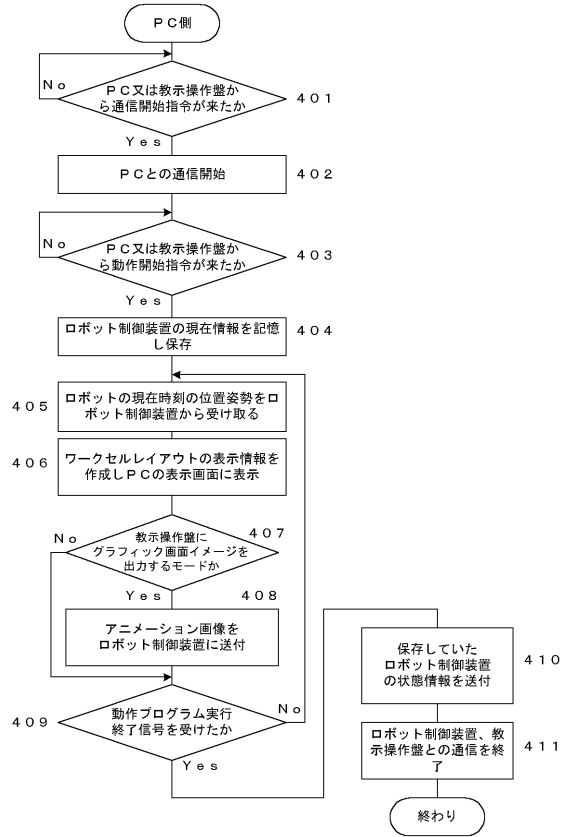 ＰＣ側
Ｎｏ
ＰＣ又は教示操作盤か
ら通信開始指令が来たか
４０１
Ｙｅｓ
ＰＣとの通信開始
４０２
Ｎｏ
ＰＣ又は教示操作盤か
ら動作開始指令が来たか
４０３
Ｙｅｓ
ロボット制御装置の現在情報を記憶
し保存
４０４
４０５
ロボットの現在時刻の位置姿勢をロ
ボット制御装置から受け取る
４０６
ワークセルレイアウトの表示情報を
作成しＰＣの表示画面に表示
４０７
Ｎｏ
教示操作盤に
グラフィック画面イメージを
出力するモードか
Ｙｅｓ
４０８
アニメーション画像を
ロボット制御装置に送付
４０９
動作プログラム実行
終了信号を受けたか
Ｎｏ
Ｙｅｓ
保存していた
ロボット制御装置
の状態情報を送付
４１０
ロボット制御装置、教
示操作盤との通信を終
了
４１１
終わり